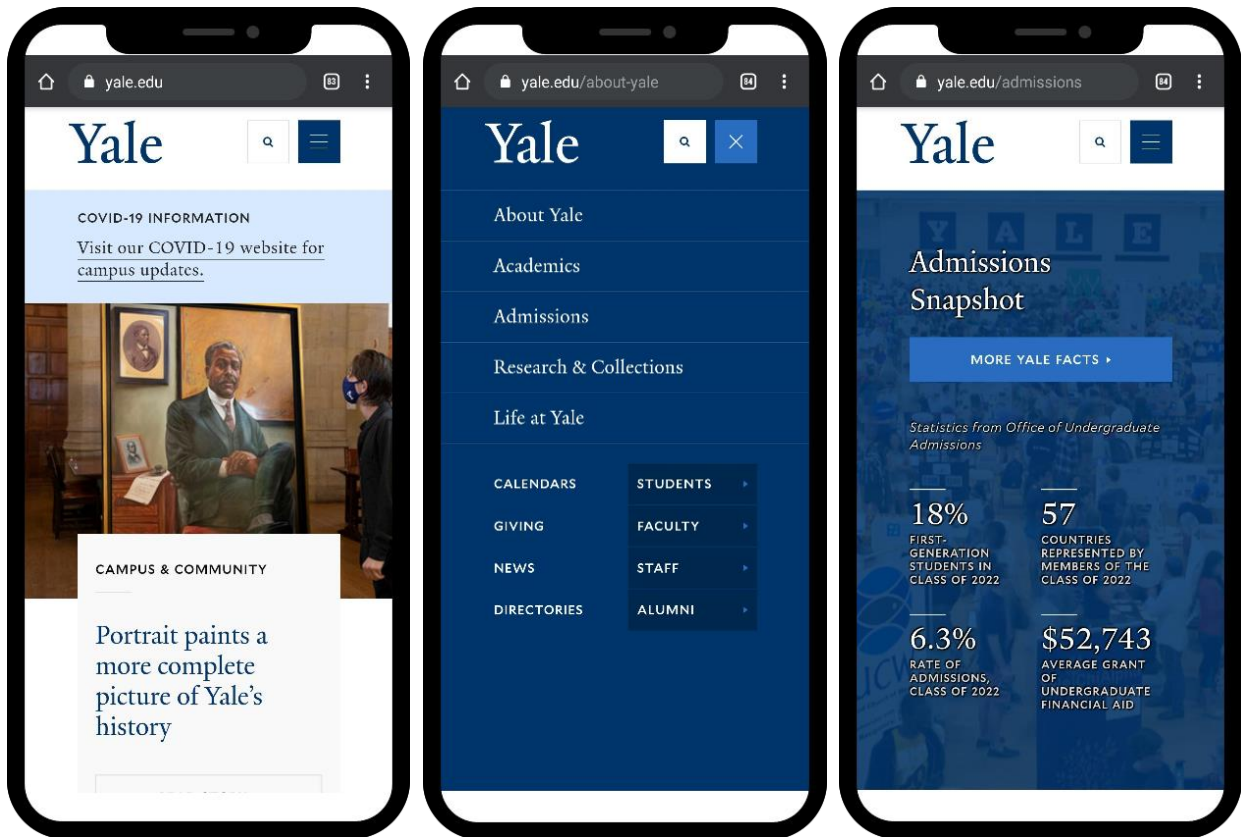 yale.edu
83
Yale
COVID-19 INFORMATION
Visit our COVID-19 website for
campus updates.
CAMPUS & COMMUNITY
Portrait paints a
more complete
picture of Yale's
history
yale.edu/about-yale
84
Yale
About Yale
Academics
Admissions
Research & Collections
Life at Yale
CALENDARS
GIVING
NEWS
DIRECTORIES
STUDENTS
FACULTY
STAFF
ALUMNI
yale.edu/admissions
84
Yale
Y A L E
Admissions
Snapshot
MORE YALE FACTS
Statistics from Office of Undergraduate
Admissions
18%
FIRST-
GENERATION
STUDENTS IN
CLASS OF 2022
57
COUNTRIES
REPRESENTED BY
MEMBERS OF THE
CLASS OF 2022
6.3%
RATE OF
ADMISSIONS,
CLASS OF 2022
$52,743
AVERAGE GRANT
OF
UNDERGRADUATE
FINANCIAL AID